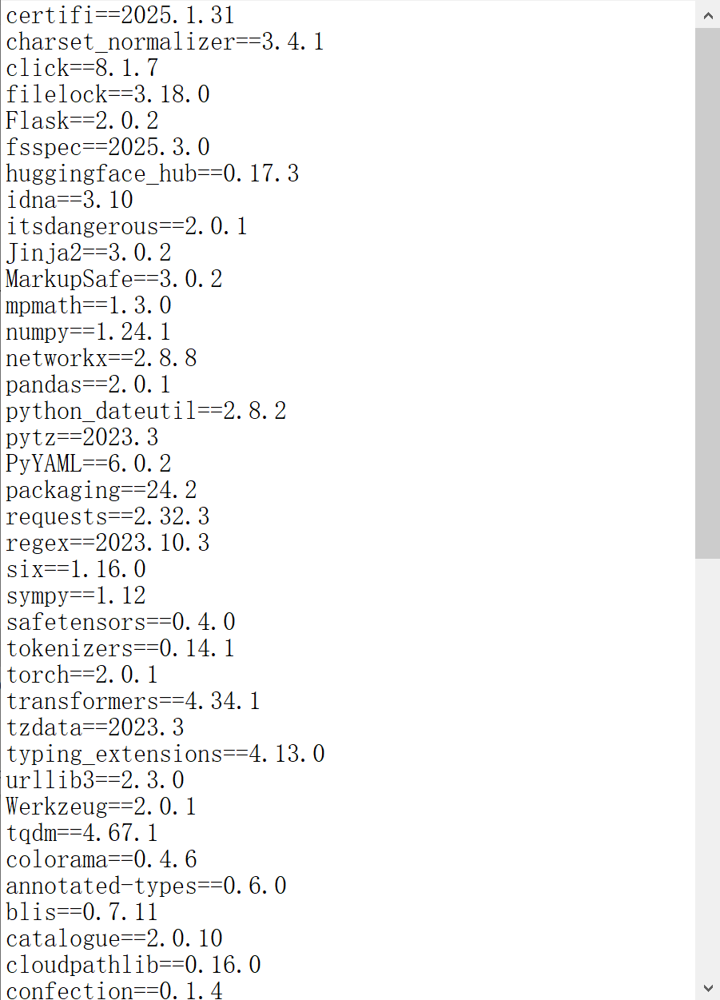 certifi==2025.1.31
charset_normalizer==3.4.1
click==8.1.7
filelock==3.18.0
Flask==2.0.2
fsspec==2025.3.0
huggingface_hub==0.17.3
idna==3.10
itsdangerous==2.0.1
Jinja2==3.0.2
MarkupSafe==3.0.2
mpmath==1.3.0
numpy==1.24.1
networkx==2.8.8
pandas==2.0.1
python_dateutil==2.8.2
pytz==2023.3
PyYAML==6.0.2
packaging==24.2
requests==2.32.3
regex==2023.10.3
six==1.16.0
sympy==1.12
safetensors==0.4.0
tokenizers==0.14.1
torch==2.0.1
transformers==4.34.1
tzdata==2023.3
typing_extensions==4.13.0
urllib3==2.3.0
Werkzeug==2.0.1
tqdm==4.67.1
colorama==0.4.6
annotated-types==0.6.0
blis==0.7.11
catalogue==2.0.10
cloudpathlib==0.16.0
confection==0.1.4